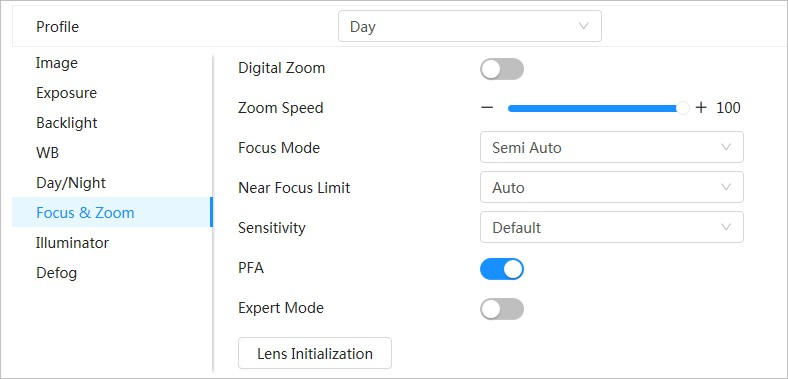 Profile
Day
Image
Exposure
Backlight
WB
Day/Night
Focus & Zoom
Illuminator
Defog
Digital Zoom
Zoom Speed
− + 100
Focus Mode
Semi Auto
Near Focus Limit
Auto
Sensitivity
Default
PFA
Expert Mode
Lens Initialization